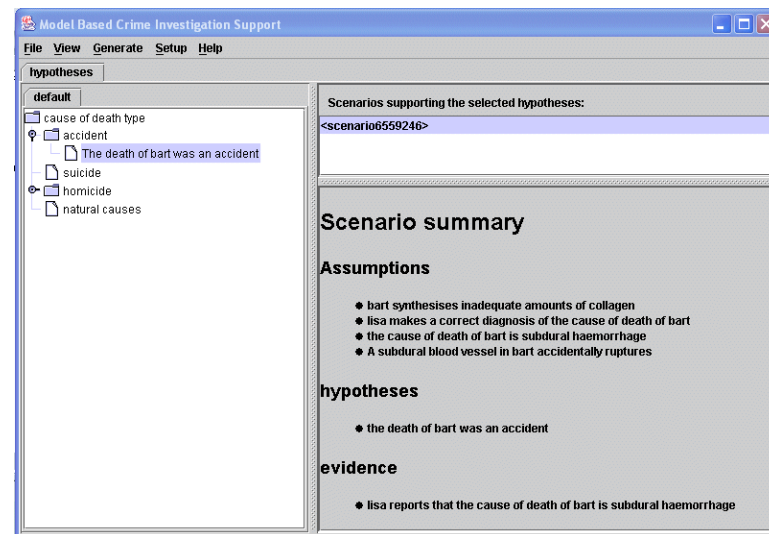 Model Based Crime Investigation Support
File View Generate Setup Help
hypotheses
default
cause of death type
accident
The death of bart was an accident
suicide
homicide
natural causes
Scenarios supporting the selected hypotheses:
<scenario6559246>
Scenario summary
Assumptions
bart synthesises inadequate amounts of collagen
lisa makes a correct diagnosis of the cause of death of bart
the cause of death of bart is subdural haemorrhage
A subdural blood vessel in bart accidentally ruptures
hypotheses
the death of bart was an accident
evidence
lisa reports that the cause of death of bart is subdural haemorrhage